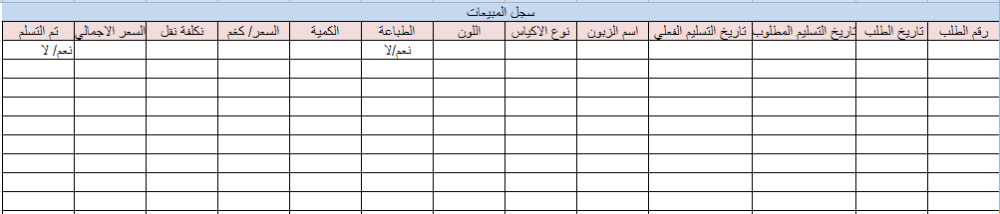 سجل المبيعات
رقم الطلب تاريخ الطلب تاريخ التسليم المطلوب تاريخ التسليم الفعلي اسم الزبون نوع الاكياس اللون الطباعة الكمية السعر/ كغم تكلفة نقل السعر الاجمالي تم التسلم
نعم/لا نعم/ لا